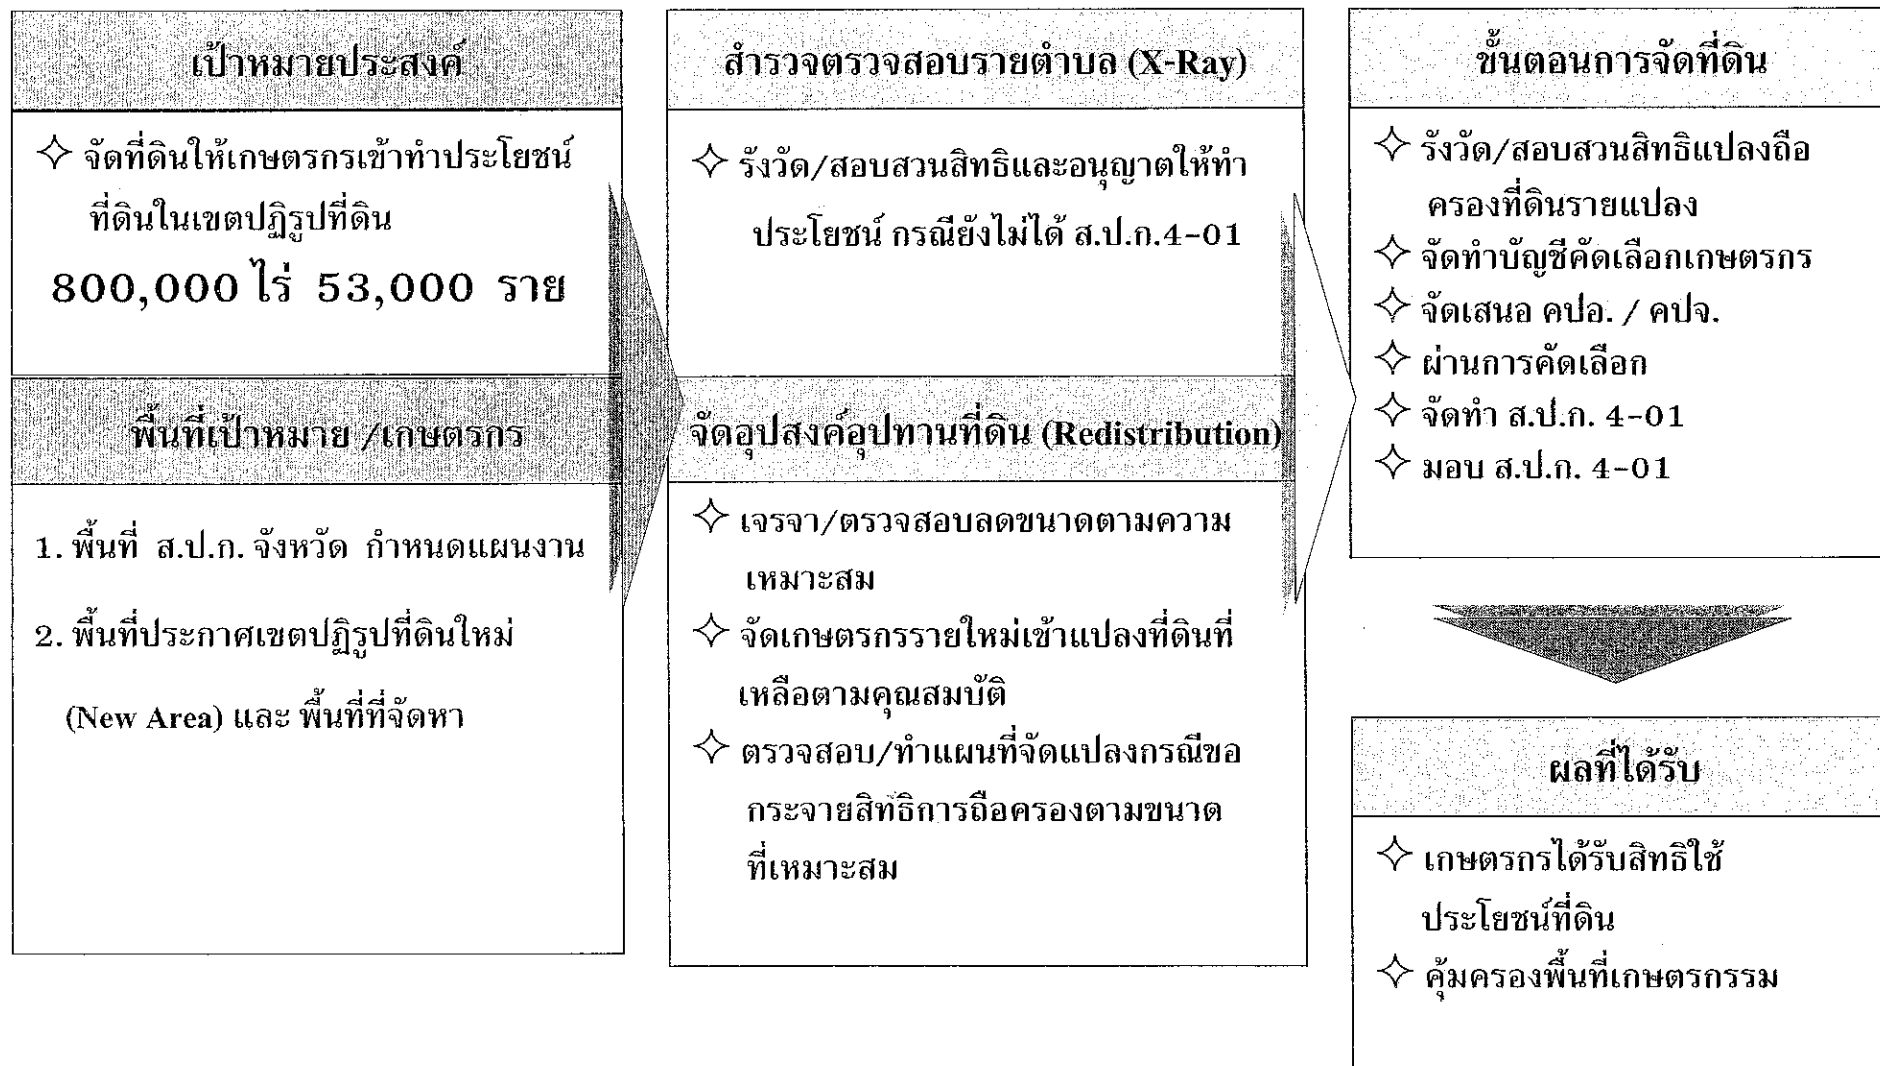 เป้าหมายประสงค์
✧ จัดที่ดินให้เกษตรกรเข้าทำประโยชน์
ที่ดินในเขตปฏิรูปที่ดิน
800,000 ไร่ 53,000 ราย
พื้นที่เป้าหมาย /เกษตรกร
1. พื้นที่ ส.ป.ก. จังหวัด กำหนดแผนงาน
2. พื้นที่ประกาศเขตปฏิรูปที่ดินใหม่
(New Area) และ พื้นที่ที่จัดหา
สำรวจตรวจสอบรายตำบล (X-Ray)
✧ รังวัด/สอบสวนสิทธิและอนุญาตให้ทำ
ประโยชน์ กรณียังไม่ได้ ส.ป.ก.4-01
จัดอุปสงค์อุปทานที่ดิน (Redistribution)
✧ เจรจา/ตรวจสอบลดขนาดตามความ
เหมาะสม
✧ จัดเกษตรกรรายใหม่เข้าแปลงที่ดินที่
เหลือตามคุณสมบัติ
✧ ตรวจสอบ/ทำแผนที่จัดแปลงกรณีขอ
กระจายสิทธิการถือครองตามขนาด
ที่เหมาะสม
ขั้นตอนการจัดที่ดิน
✧ รังวัด/สอบสวนสิทธิแปลงถือ
ครองที่ดินรายแปลง
✧ จัดทำบัญชีคัดเลือกเกษตรกร
✧ จัดเสนอ คปอ. / คปจ.
✧ ผ่านการคัดเลือก
✧ จัดทำ ส.ป.ก. 4-01
✧ มอบ ส.ป.ก. 4-01
ผลที่ได้รับ
✧ เกษตรกรได้รับสิทธิใช้
ประโยชน์ที่ดิน
✧ คุ้มครองพื้นที่เกษตรกรรม